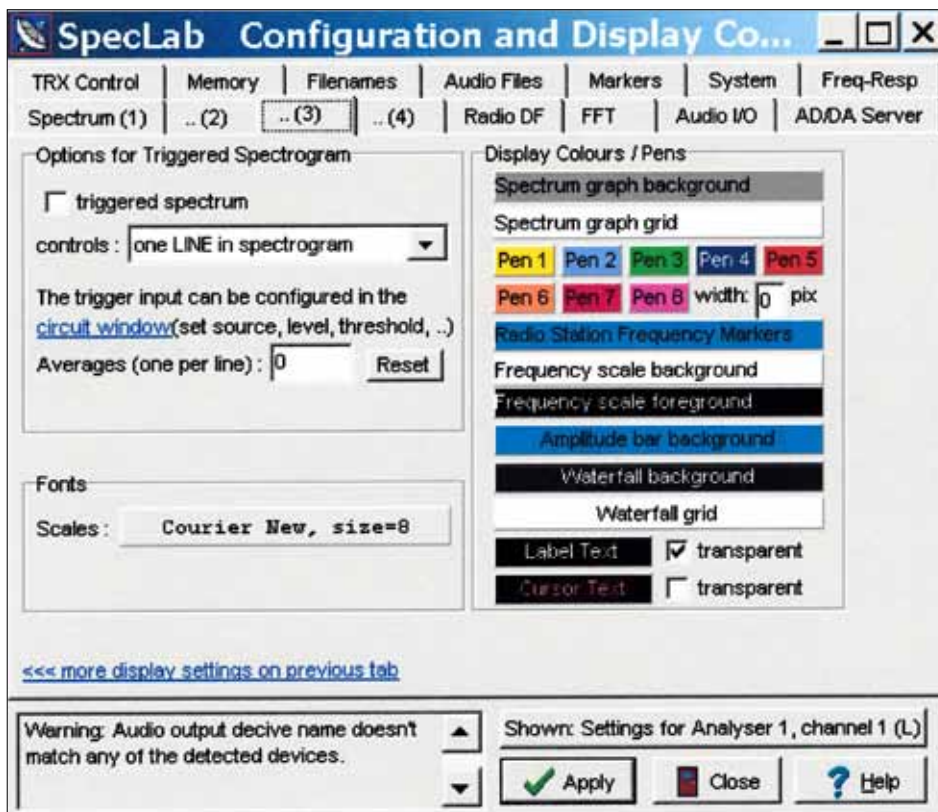 SpecLab Configuration and Display Co...
TRX Control Memory Filenames Audio Files Markers System Freq-Resp
Spectrum (1) ..(2) ..(3) ..(4) Radio DF FFT Audio I/O AD/DA Server
Options for Triggered Spectrogram
triggered spectrum
controls : one LINE in spectrogram
The trigger input can be configured in the
circuit window(set source, level, threshold, ..)
Averages (one per line) : 0 Reset
Fonts
Scales : Courier New, size=8
Display Colours / Pens
Spectrum graph background
Spectrum graph grid
Pen 1 Pen 2 Pen 3 Pen 4 Pen 5
Pen 6 Pen 7 Pen 8 width: 0 pix
Radio Station Frequency Markers
Frequency scale background
Frequency scale foreground
Amplitude bar background
Waterfall background
Waterfall grid
Label Text transparent
Cursor Text transparent
<<< more display settings on previous tab
Warning: Audio output decive name doesn't
match any of the detected devices.
Shown: Settings for Analyser 1, channel 1 (L)
Apply Close Help